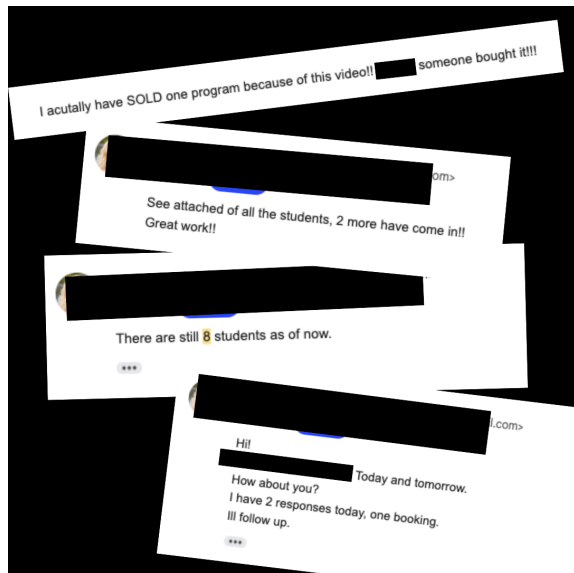 I acutally have SOLD one program because of this video!! someone bought it!!!
om>
See attached of all the students, 2 more have come in!!
Great work!!
There are still 8 students as of now.
l.com>
Hi!
Today and tomorrow.
How about you?
I have 2 responses today, one booking.
Ill follow up.